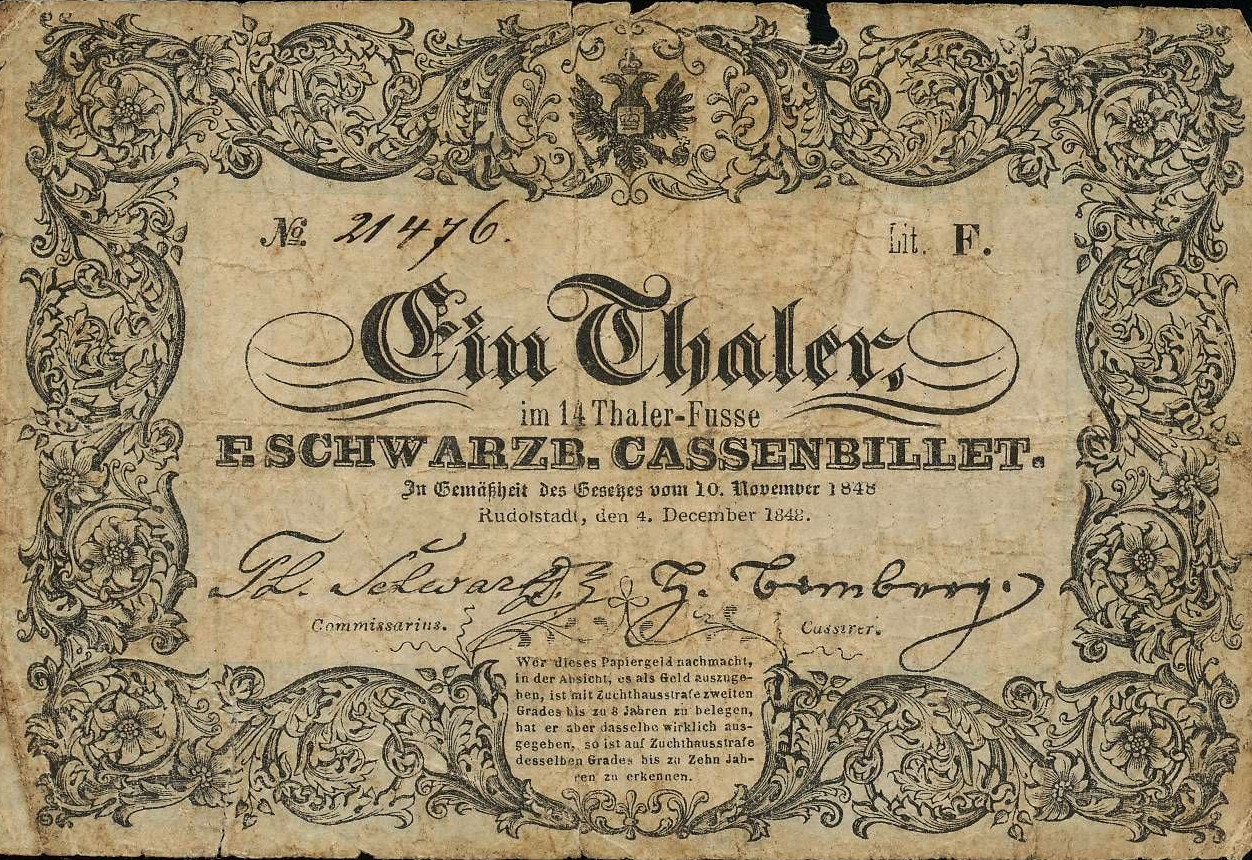 № 21476. Lit. F.
Ein Thaler,
im 14 Thaler-Fusse
F. SCHWARZB. CASSENBILLET.
In Gemäßheit des Gesetzes vom 10. November 1848
Rudolstadt, den 4. December 1848.
Th. Schwartz H. Bemberg.
Commissarius. Cassirer.
Wer dieses Papiergeld nachmacht,
in der Absicht, es als Geld auszuge-
ben, ist mit Zuchthausstrafe zweiten
Grades bis zu 8 Jahren zu belegen,
hat er aber dasselbe wirklich aus-
gegeben, so ist auf Zuchthausstrafe
desselben Grades bis zu Zehn Jah-
ren zu erkennen.